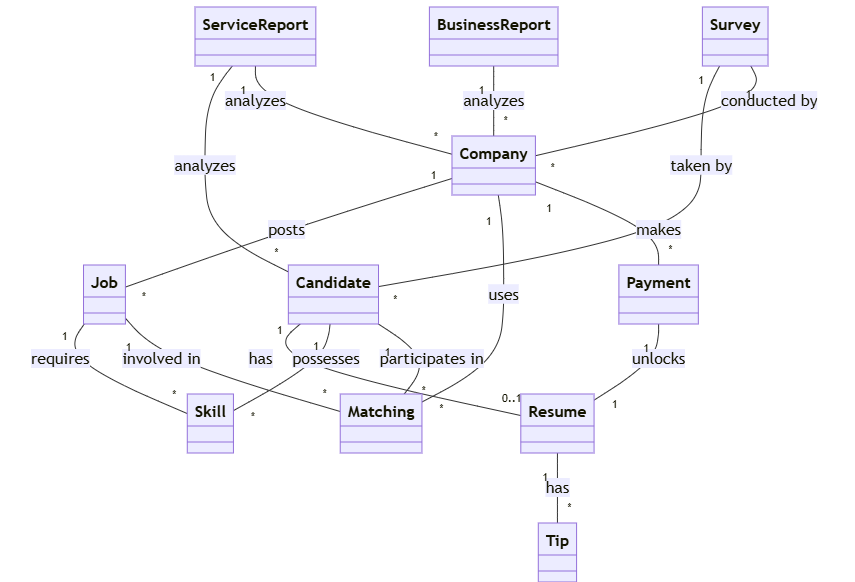 ServiceReport
BusinessReport
Survey
1
1
analyzes
1
analyzes
1
1
conducted by
*
*
*
Company
analyzes
taken by
1
1
1
posts
makes
*
*
Job
Candidate
Payment
*
*
uses
1
1
requires
1
involved in
has
1
possesses
1
participates in
1
unlocks
*
*
*
0..1
*
*
1
Skill
Matching
Resume
1
has
*
Tip